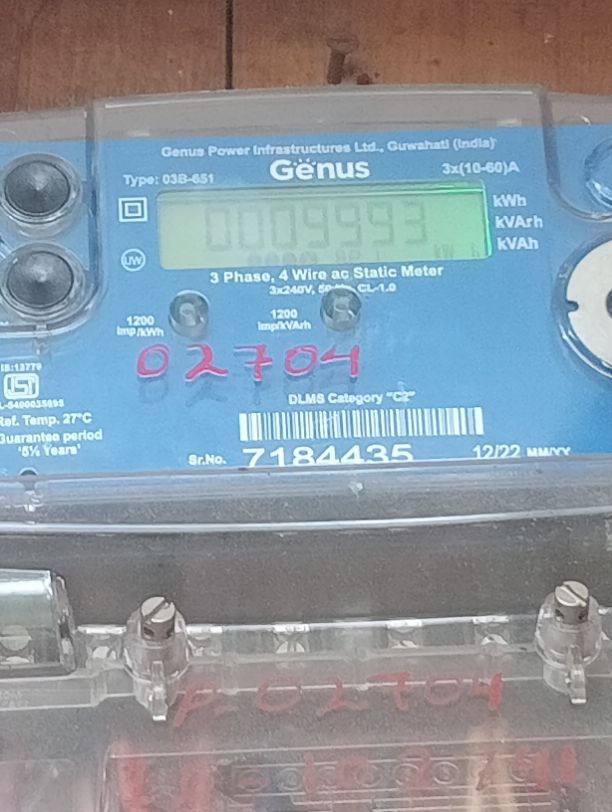 Genus Power Infrastructures Ltd., Guwahati (India)
Genus
Type: 03B-651
3x(10-60)A
0009993
kWh
kVArh
kVAh
UW
3 Phase, 4 Wire ac Static Meter
3x240V, CL-1.0
1200
Imp/kWh
1200
Imp/kVArh
02704
IS:13779
Ref. Temp. 27°C
Guarantee period
'5½ Years'
DLMS Category "C2"
Sr.No. 7184435
12/22 MM/YY
02704